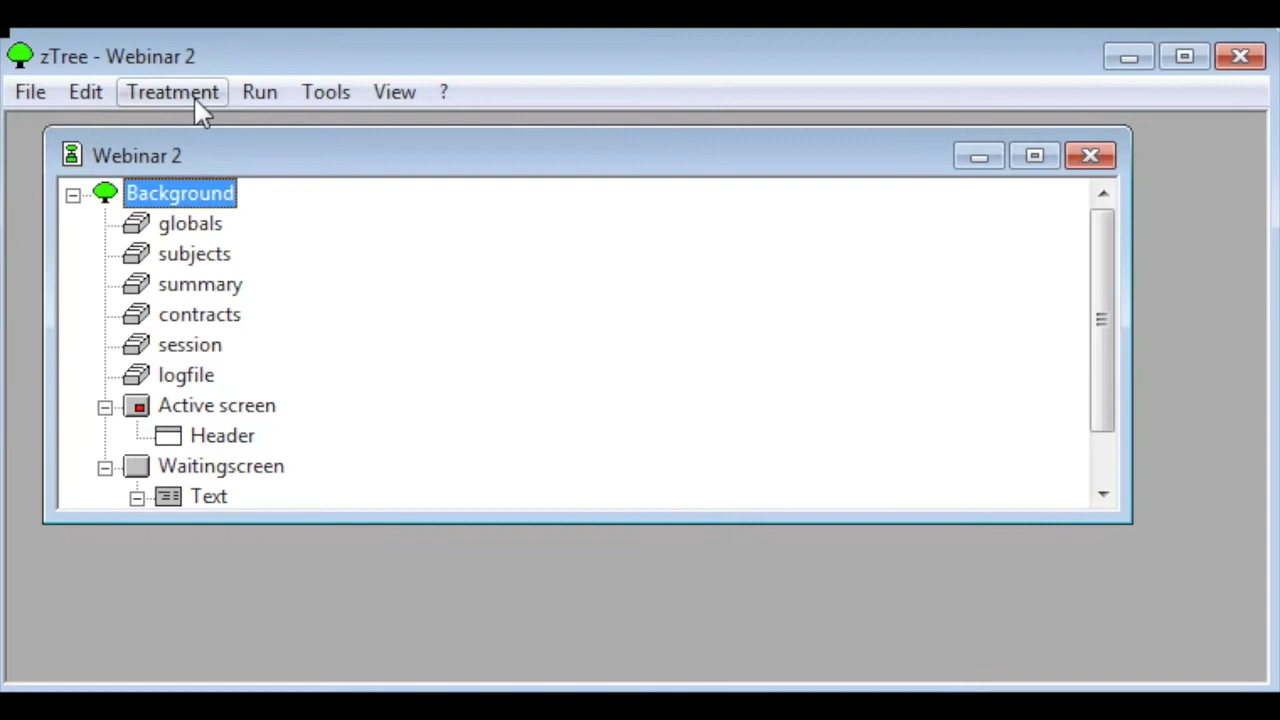 zTree - Webinar 2
File Edit Treatment Run Tools View ?
Webinar 2
Background
globals
subjects
summary
contracts
session
logfile
Active screen
Header
Waitingscreen
Text